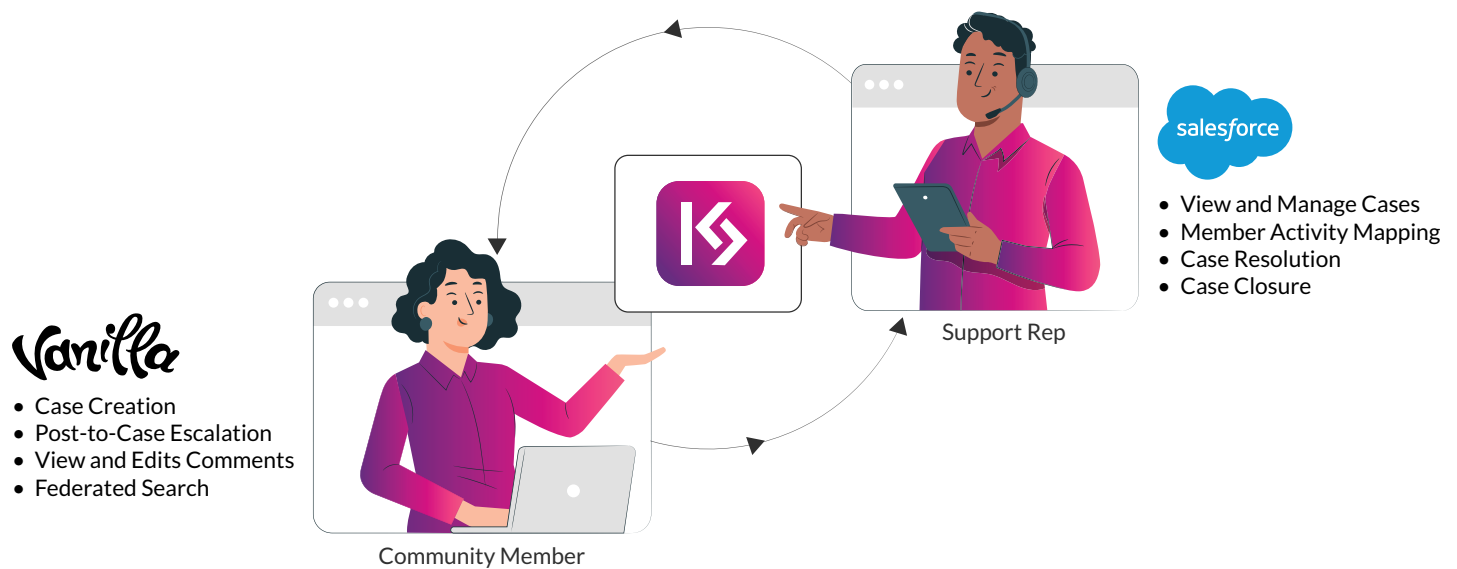 salesforce
• View and Manage Cases
• Member Activity Mapping
• Case Resolution
• Case Closure
Support Rep
Vanilla
• Case Creation
• Post-to-Case Escalation
• View and Edits Comments
• Federated Search
Community Member